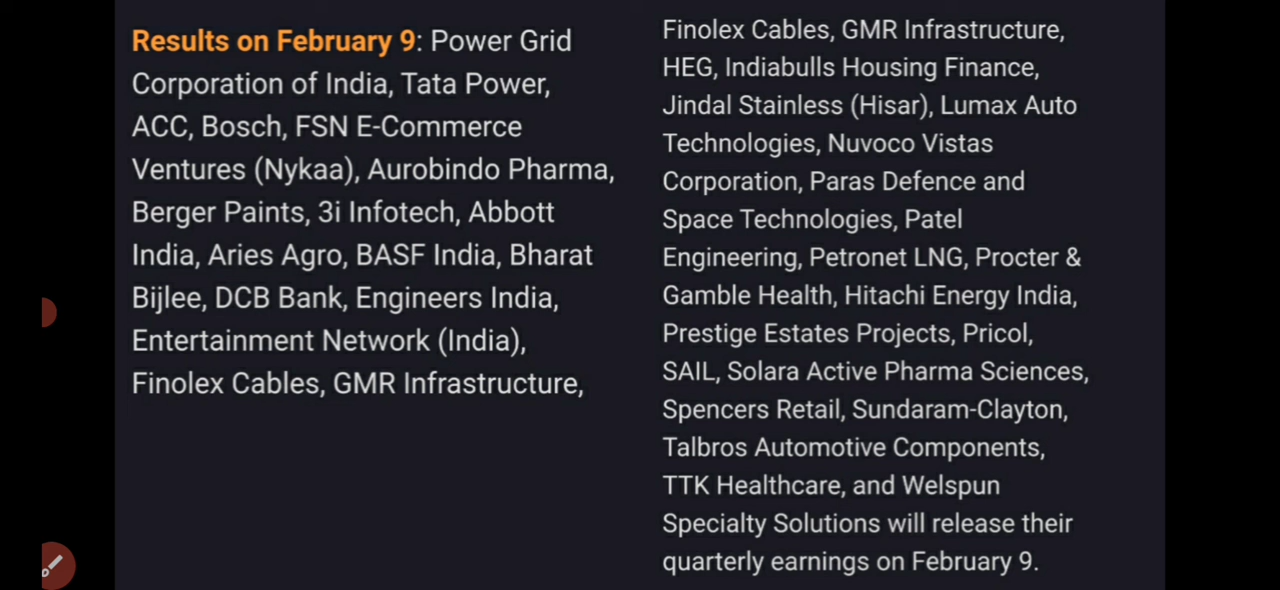 Results on February 9: Power Grid
Corporation of India, Tata Power,
ACC, Bosch, FSN E-Commerce
Ventures (Nykaa), Aurobindo Pharma,
Berger Paints, 3i Infotech, Abbott
India, Aries Agro, BASF India, Bharat
Bijlee, DCB Bank, Engineers India,
Entertainment Network (India),
Finolex Cables, GMR Infrastructure,
Finolex Cables, GMR Infrastructure,
HEG, Indiabulls Housing Finance,
Jindal Stainless (Hisar), Lumax Auto
Technologies, Nuvoco Vistas
Corporation, Paras Defence and
Space Technologies, Patel
Engineering, Petronet LNG, Procter &
Gamble Health, Hitachi Energy India,
Prestige Estates Projects, Pricol,
SAIL, Solara Active Pharma Sciences,
Spencers Retail, Sundaram-Clayton,
Talbros Automotive Components,
TTK Healthcare, and Welspun
Specialty Solutions will release their
quarterly earnings on February 9.